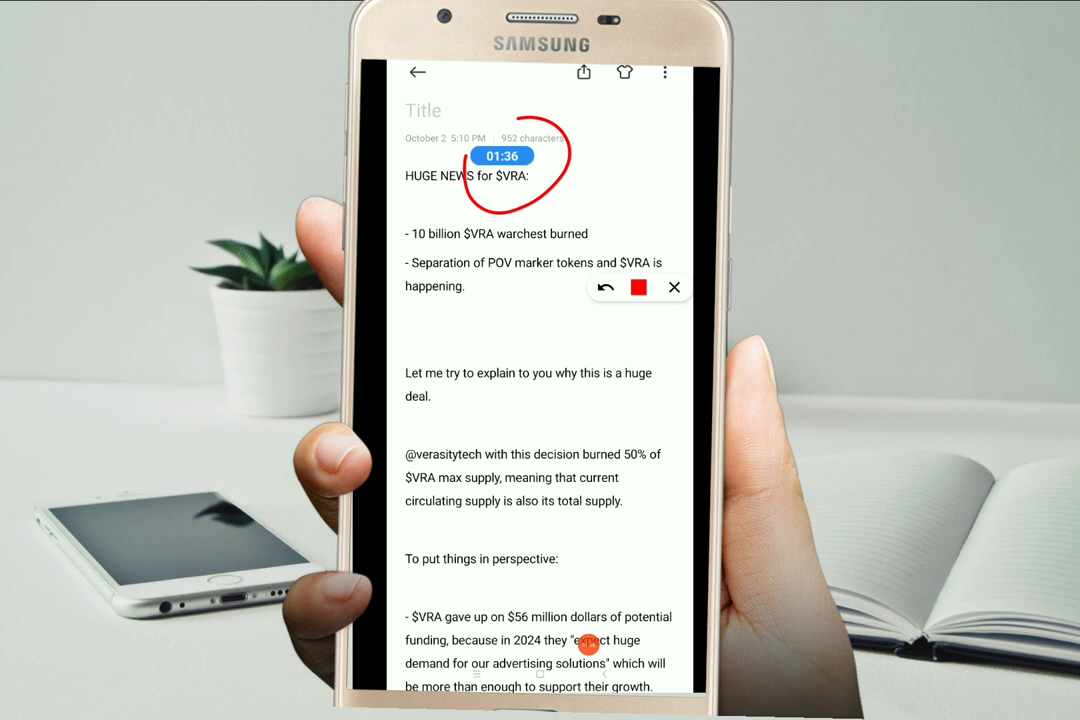 SAMSUNG
Title
October 2 5:10 PM | 952 characters
01:36
HUGE NEWS for $VRA:
- 10 billion $VRA warchest burned
- Separation of POV marker tokens and $VRA is
happening.
Let me try to explain to you why this is a huge
deal.
@verasitytech with this decision burned 50% of
$VRA max supply, meaning that current
circulating supply is also its total supply.
To put things in perspective:
- $VRA gave up on $56 million dollars of potential
funding, because in 2024 they "expect huge
demand for our advertising solutions" which will
be more than enough to support their growth.